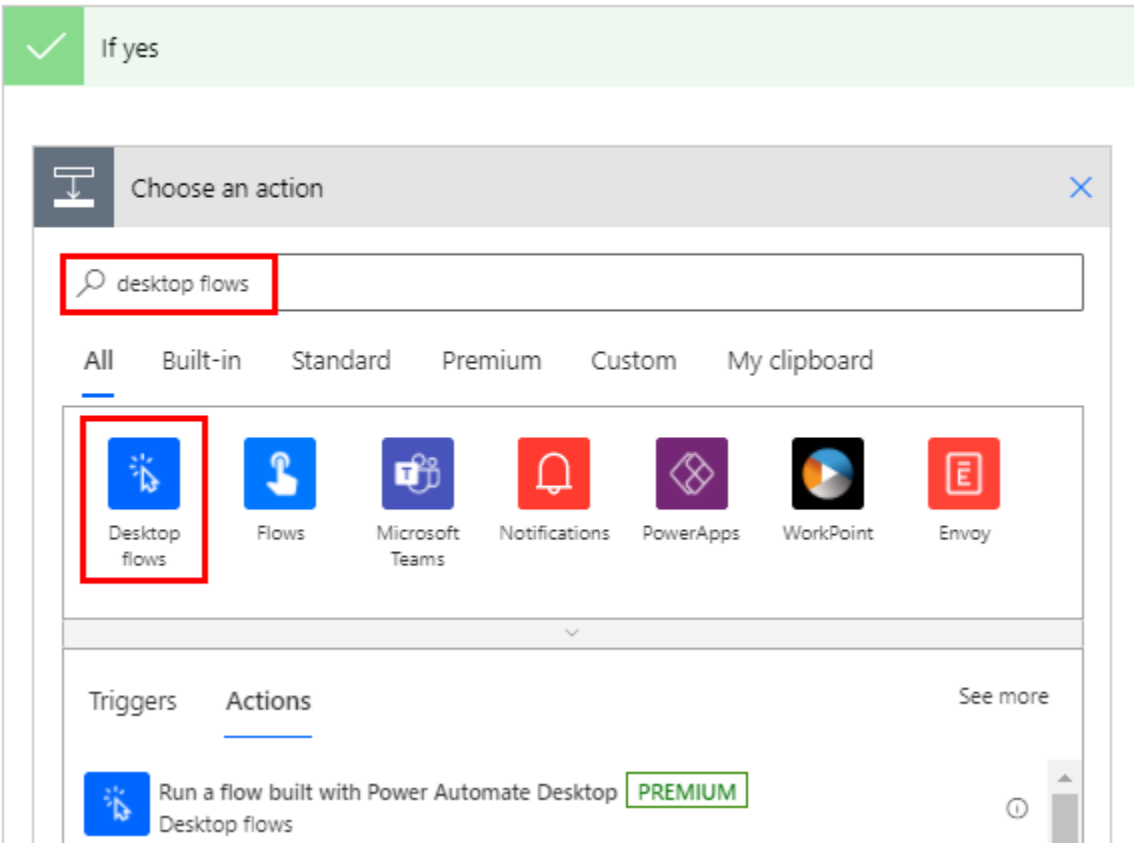 If yes
Choose an action
desktop flows
All Built-in Standard Premium Custom My clipboard
Desktop flows
Flows
Microsoft Teams
Notifications
PowerApps
WorkPoint
Envoy
Triggers Actions See more
Run a flow built with Power Automate Desktop PREMIUM
Desktop flows